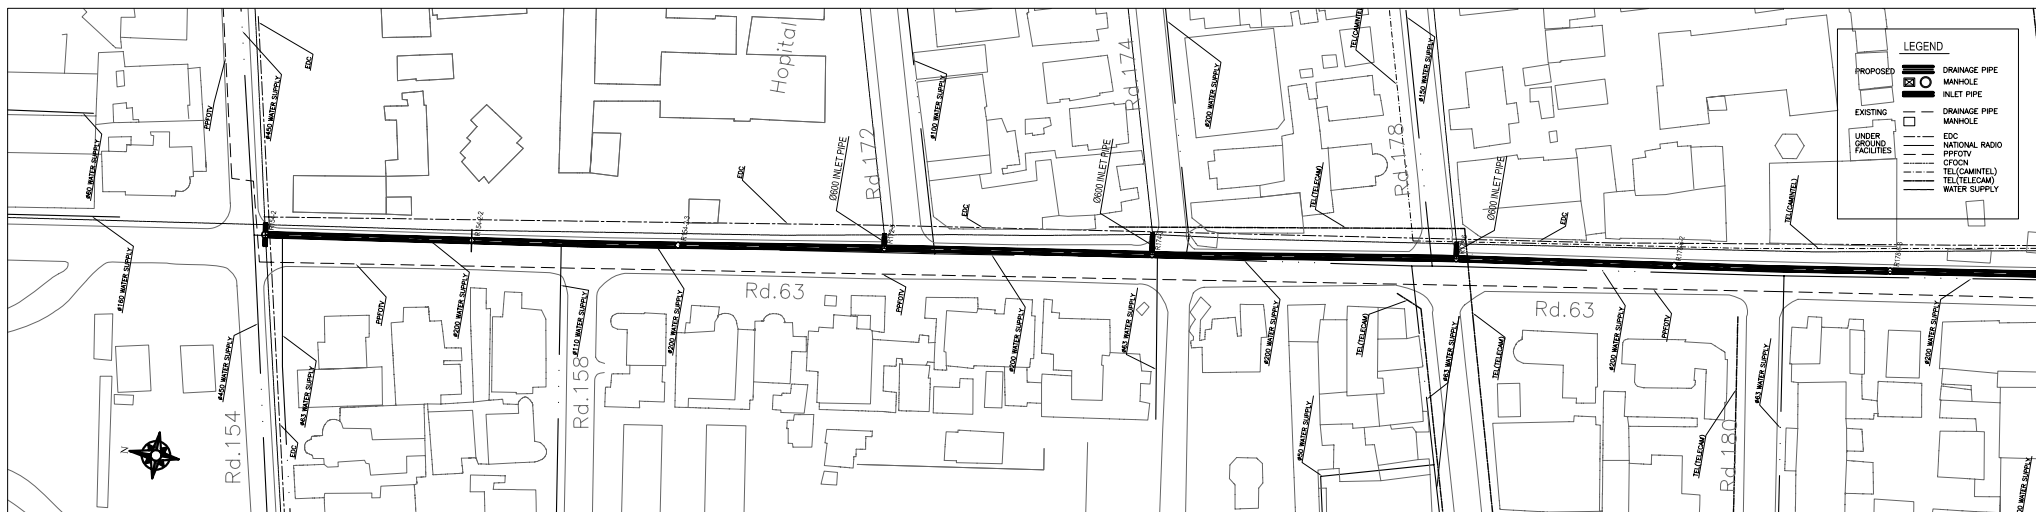 Hopital
Rd.172
Rd.174
Rd.178
EDC
PPFOTV
#450 WATER SUPPLY
#60 WATER SUPPLY
#100 WATER SUPPLY
#200 WATER SUPPLY
TEL(CAMINTEL)
#150 WATER SUPPLY
EDC
Ø600 INLET PIPE
EDC
Ø600 INLET PIPE
TEL(TELECAM)
Ø600 INLET PIPE
EDC
TEL(CAMINTEL)
LEGEND
PROPOSED
DRAINAGE PIPE
MANHOLE
INLET PIPE
EXISTING
DRAINAGE PIPE
MANHOLE
UNDER GROUND FACILITIES
EDC
NATIONAL RADIO
PPFOTV
CFOCN
TEL(CAMINTEL)
TEL(TELECAM)
WATER SUPPLY
#160 WATER SUPPLY
#450 WATER SUPPLY
#63 WATER SUPPLY
EDC
PPFOTV
#200 WATER SUPPLY
#110 WATER SUPPLY
#200 WATER SUPPLY
Rd.63
PPFOTV
#200 WATER SUPPLY
#63 WATER SUPPLY
#200 WATER SUPPLY
#50 WATER SUPPLY
TEL(TELECAM)
#63 WATER SUPPLY
TEL(TELECAM)
Rd.63
#200 WATER SUPPLY
PPFOTV
TEL(TELECAM)
#63 WATER SUPPLY
#200 WATER SUPPLY
Rd.154
Rd.158
Rd.180
N